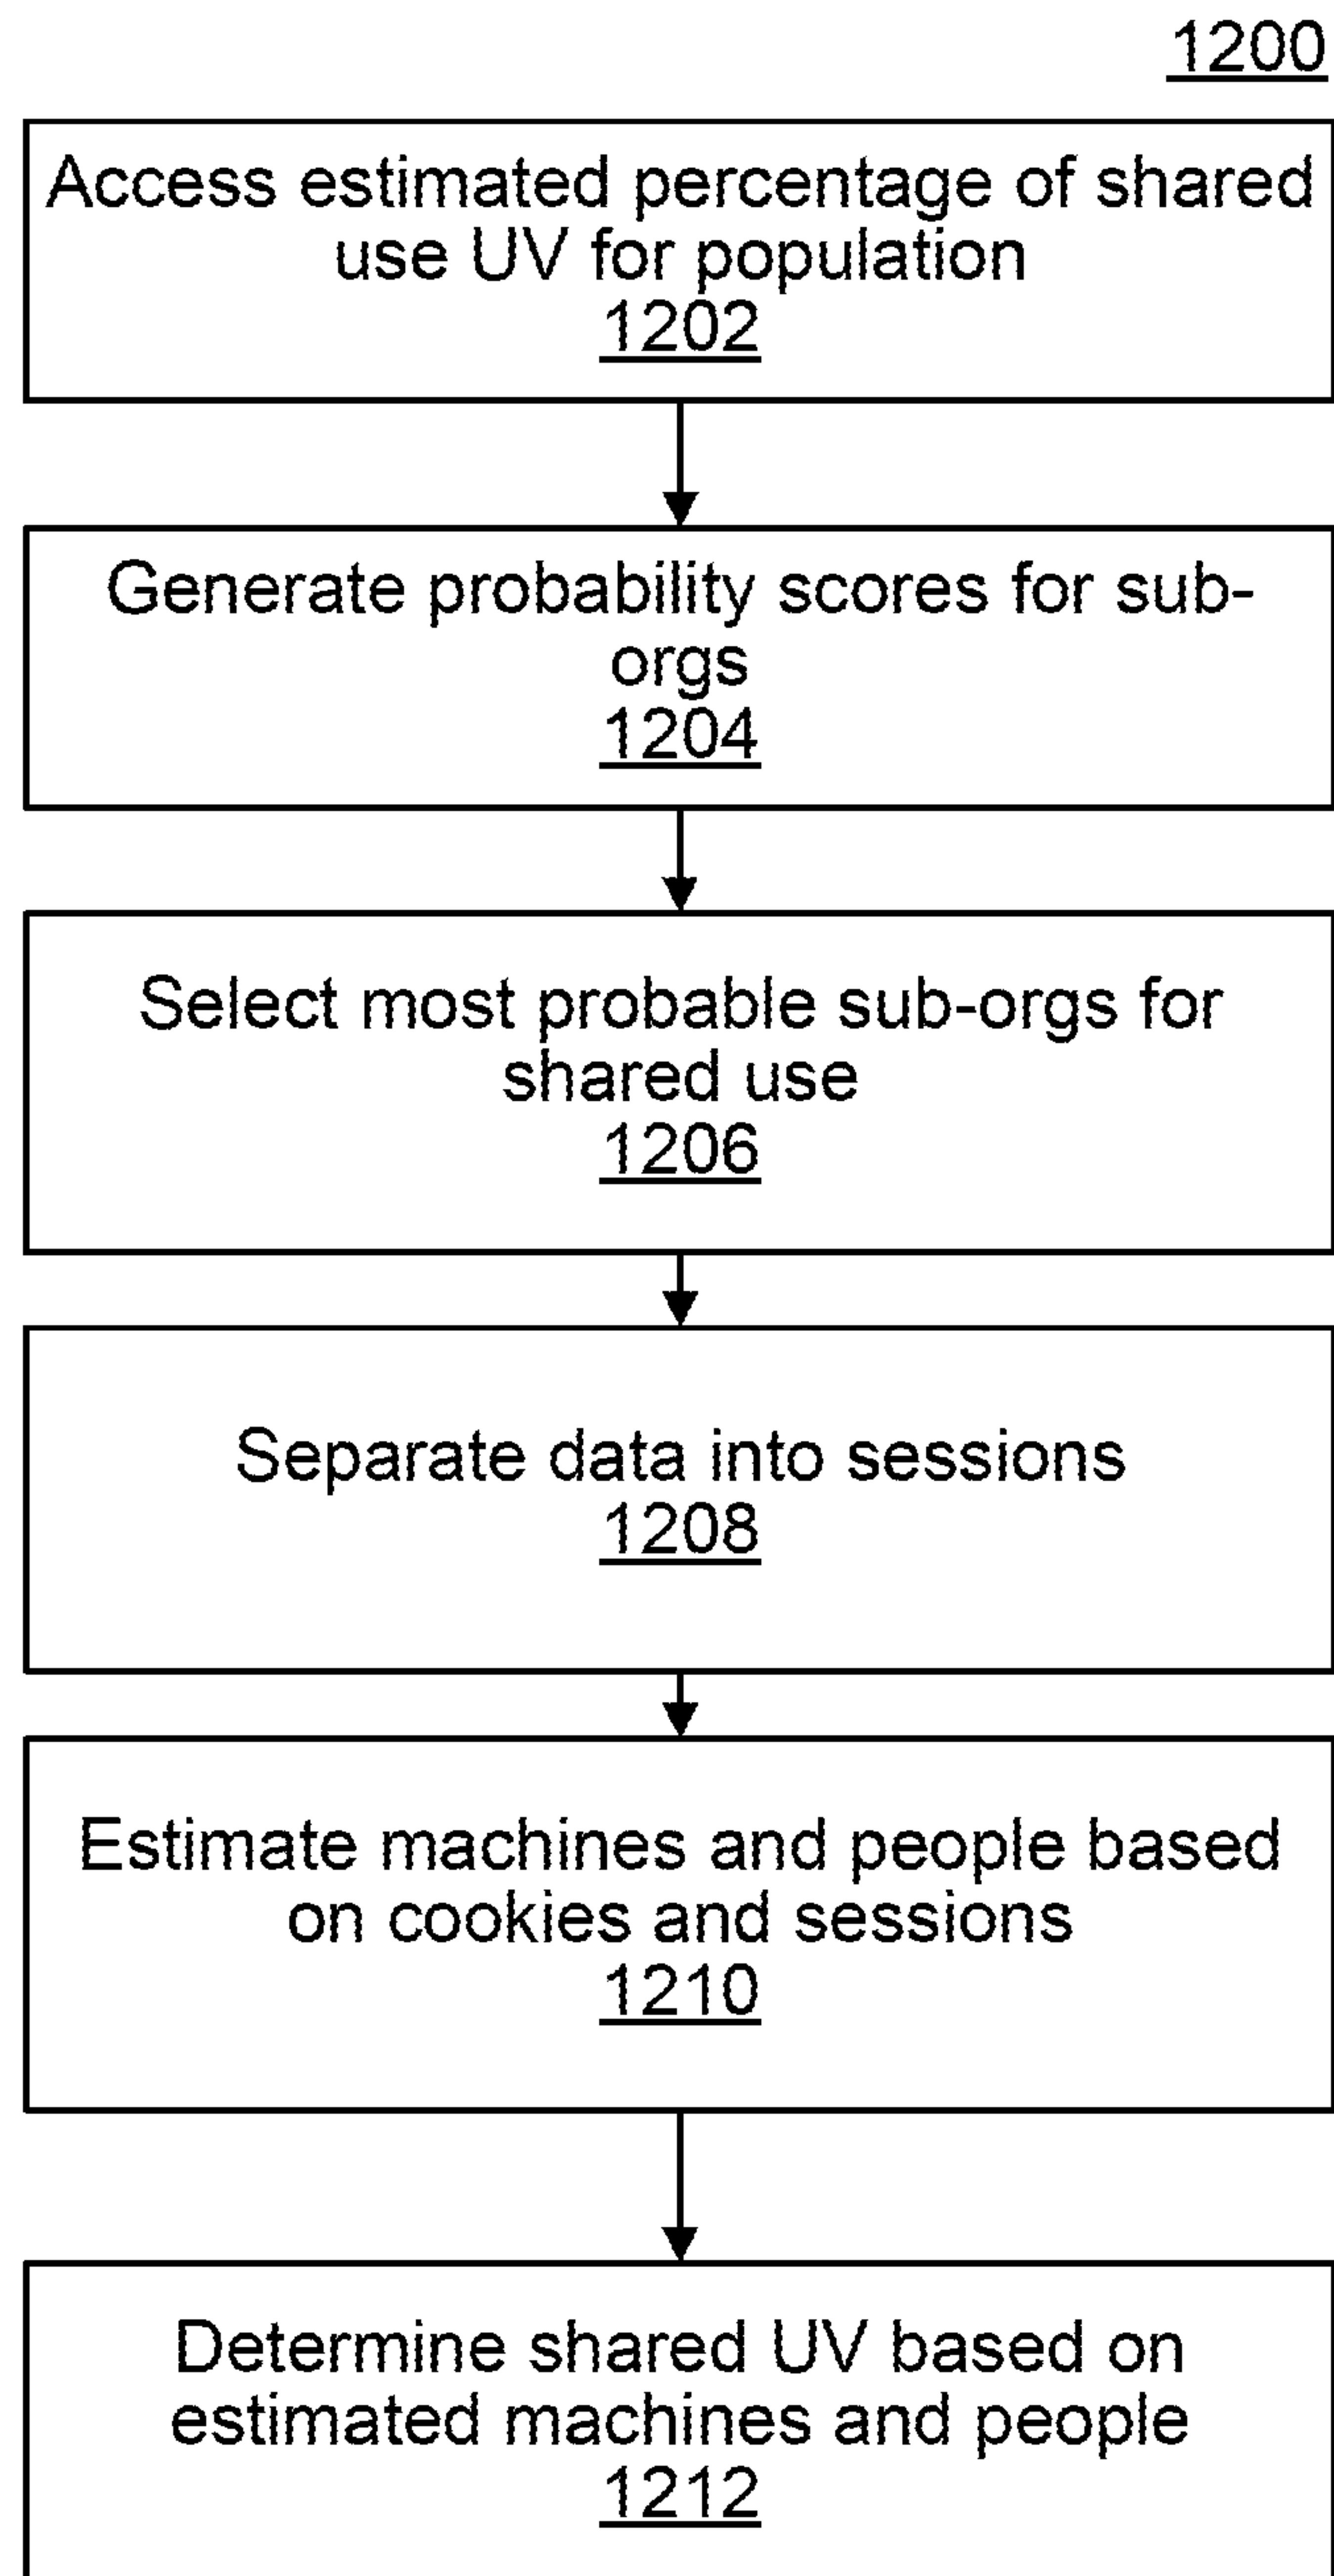 1200
Access estimated percentage of shared
use UV for population
1202
Generate probability scores for sub-
orgs
1204
Select most probable sub-orgs for
shared use
1206
Separate data into sessions
1208
Estimate machines and people based
on cookies and sessions
1210
Determine shared UV based on
estimated machines and people
1212